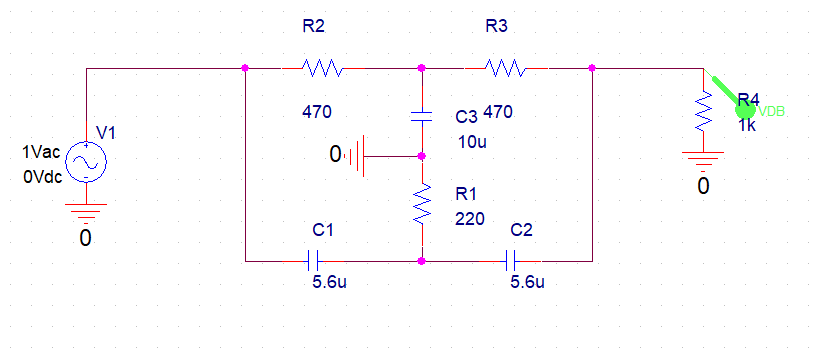 R2
R3
470
C3
470
10u
R4
VDB
1k
V1
1Vac
0Vdc
0
0
R1
220
0
C1
C2
5.6u
5.6u